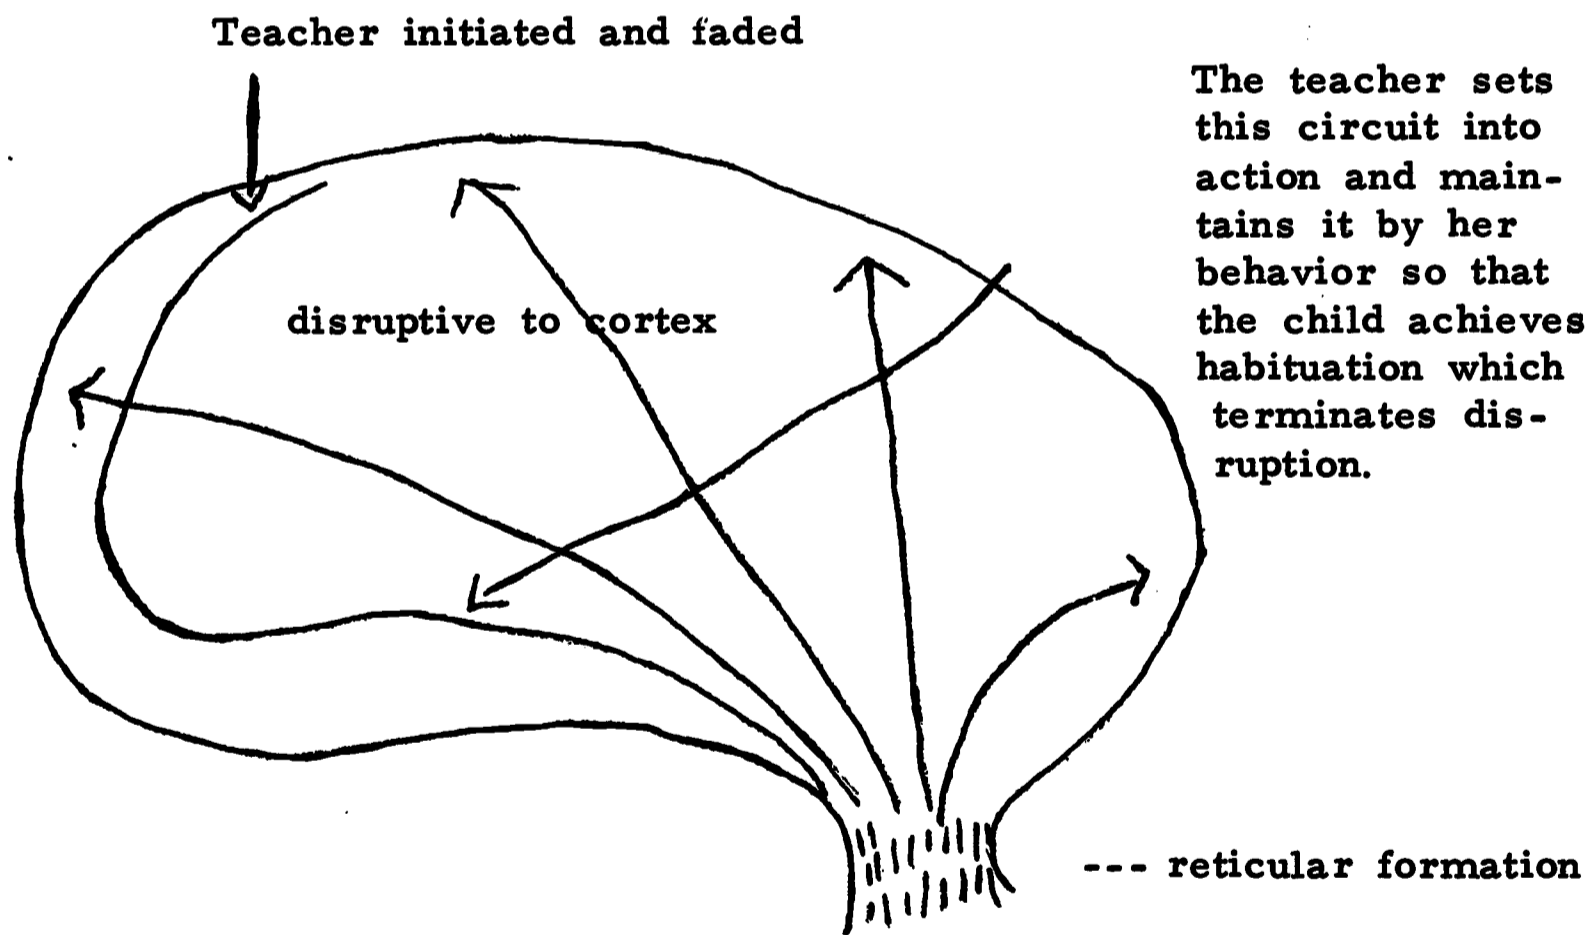 Teacher initiated and faded
The teacher sets
this circuit into
action and main-
tains it by her
behavior so that
the child achieves
habituation which
terminates dis-
ruption.
disruptive to cortex
--- reticular formation